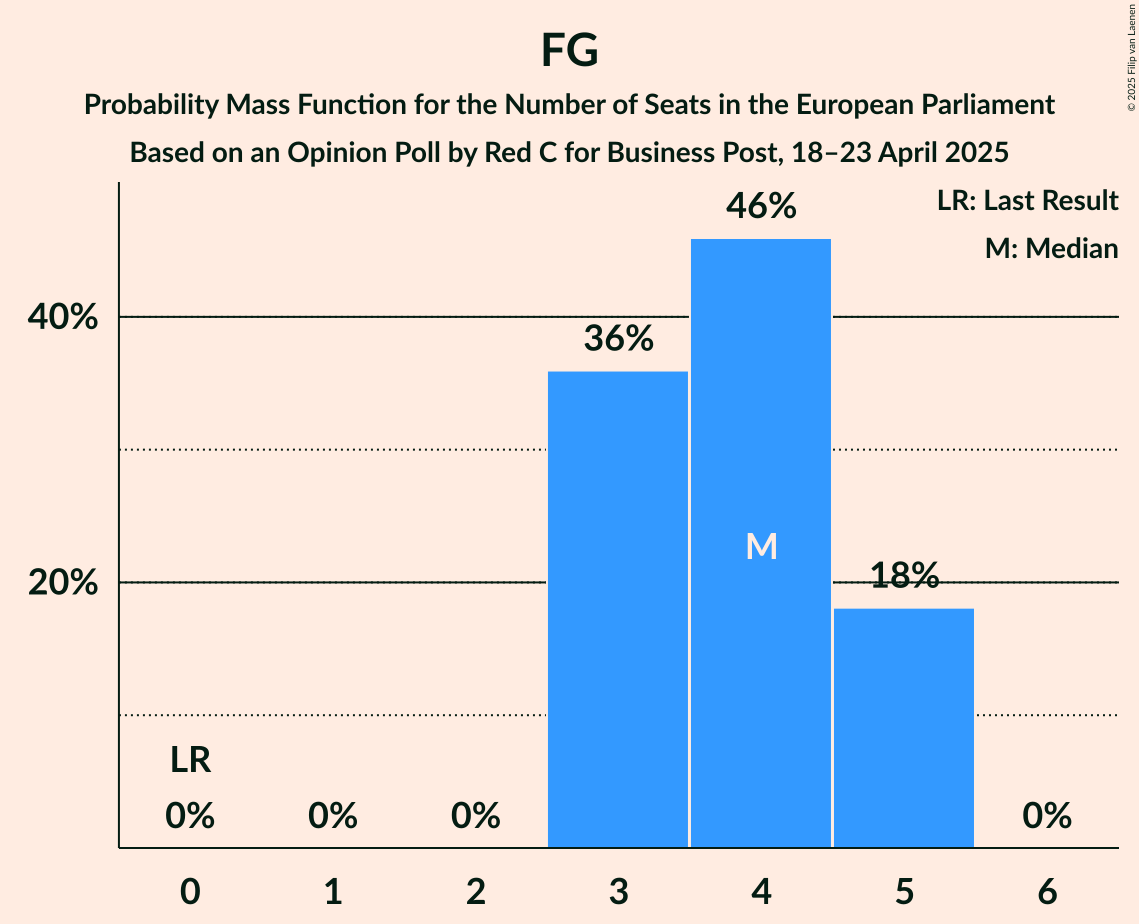 FG
Probability Mass Function for the Number of Seats in the European Parliament
Based on an Opinion Poll by Red C for Business Post, 18–23 April 2025
© 2025 Filip van Laenen
LR: Last Result
M: Median
46%
40%
36%
M
20%
18%
LR
0%
0%
0%
0%
0
1
2
3
4
5
6